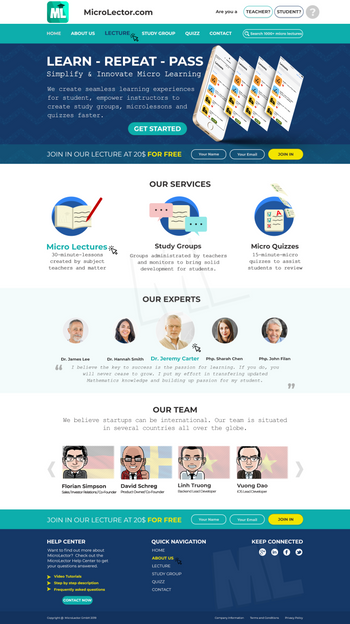 ML MicroLector.com Are you a TEACHER? STUDENT? ?
HOME ABOUT US LECTURE STUDY GROUP QUIZZ CONTACT Search 1000+ micro lectures
LEARN - REPEAT - PASS
Simplify & Innovate Micro Learning
We create seamless learning experiences
for student, empower instructors to
create study groups, microlessons and
quizzes faster.
GET STARTED
JOIN IN OUR LECTURE AT 20$ FOR FREE Your Name Your Email JOIN IN
OUR SERVICES
Micro Lectures
30-minute-lessons
created by subject
teachers and matter
Study Groups
Groups administrated by teachers
and monitors to bring solid
development for students.
Micro Quizzes
15-minute-micro
quizzes to assist
students to review
OUR EXPERTS
Dr. James Lee
Dr. Hannah Smith
Dr. Jeremy Carter
Php. Sharah Chen
Php. John Fllan
“ I believe the key to success is the passion for learning. If you do, you
will never cease to grow. I put my effort in transfering updated
Mathematics knowledge and building up passion for my student. ”
OUR TEAM
We believe startups can be international. Our team is situated
in several countries all over the globe.
Florian Simpson
Sales/Investor Relations/Co-Founder
David Schreg
Product Owner/Co-Founder
Linh Truong
Backend Lead Developer
Vuong Dao
iOS Lead Developer
JOIN IN OUR LECTURE AT 20$ FOR FREE Your Name Your Email JOIN IN
HELP CENTER
Want to find out more about
MicroLector? Check out the
MicroLector Help Center to get
your questions answered.
Video Tutorials
Step by step description
Frequently asked questions
CONTACT NOW
QUICK NAVIGATION
HOME
ABOUT US
LECTURE
STUDY GROUP
QUIZZ
CONTACT
KEEP CONNECTED
ML
Copyright @ MicroLector GmbH 2018 Company Information Terms and Conditions Privacy Policy